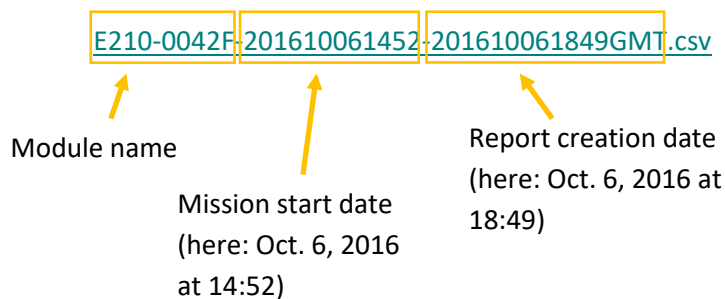 E210-0042F-201610061452-201610061849GMT.csv
Module name
Mission start date
(here: Oct. 6, 2016
at 14:52)
Report creation date
(here: Oct. 6, 2016 at
18:49)